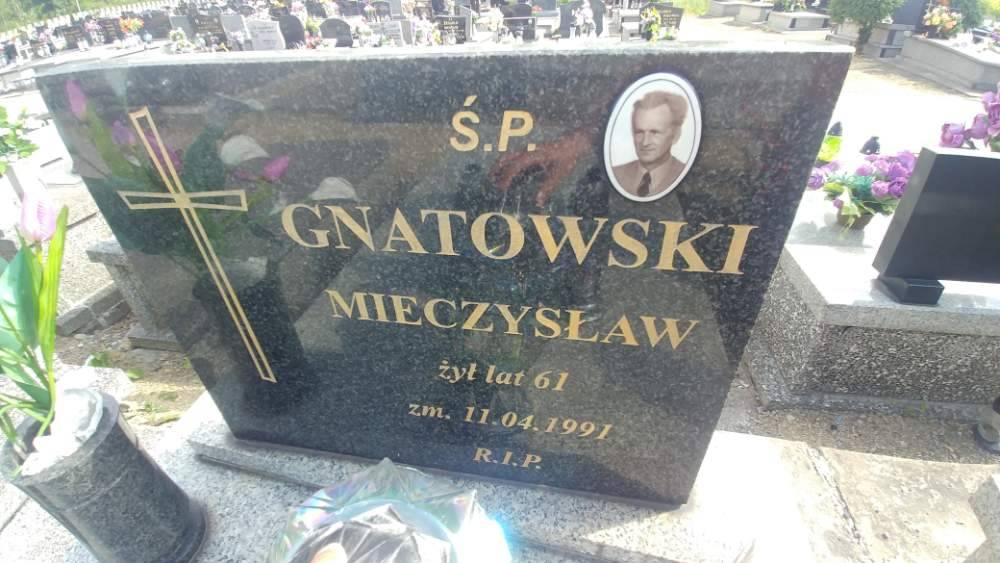 Ś.P.
GNATOWSKI
MIECZYSŁAW
żył lat 61
zm. 11.04.1991
R.I.P.